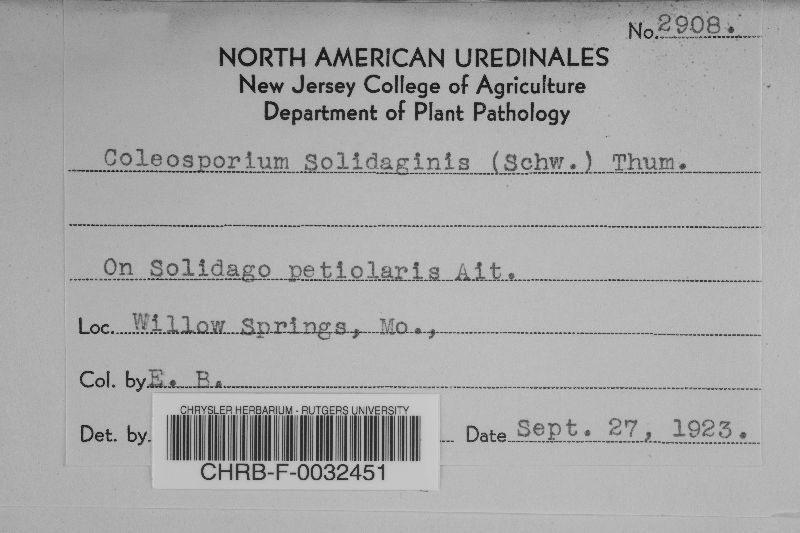 No. 2908.
NORTH AMERICAN UREDINALES
New Jersey College of Agriculture
Department of Plant Pathology
Coleosporium Solidaginis (Schw.) Thum.
On Solidago petiolaris Ait.
Loc. Willow Springs, Mo.,
Col. by E. B.
Det. by. Date Sept. 27, 1923.
CHRYSLER HERBARIUM - RUTGERS UNIVERSITY
CHRB-F-0032451